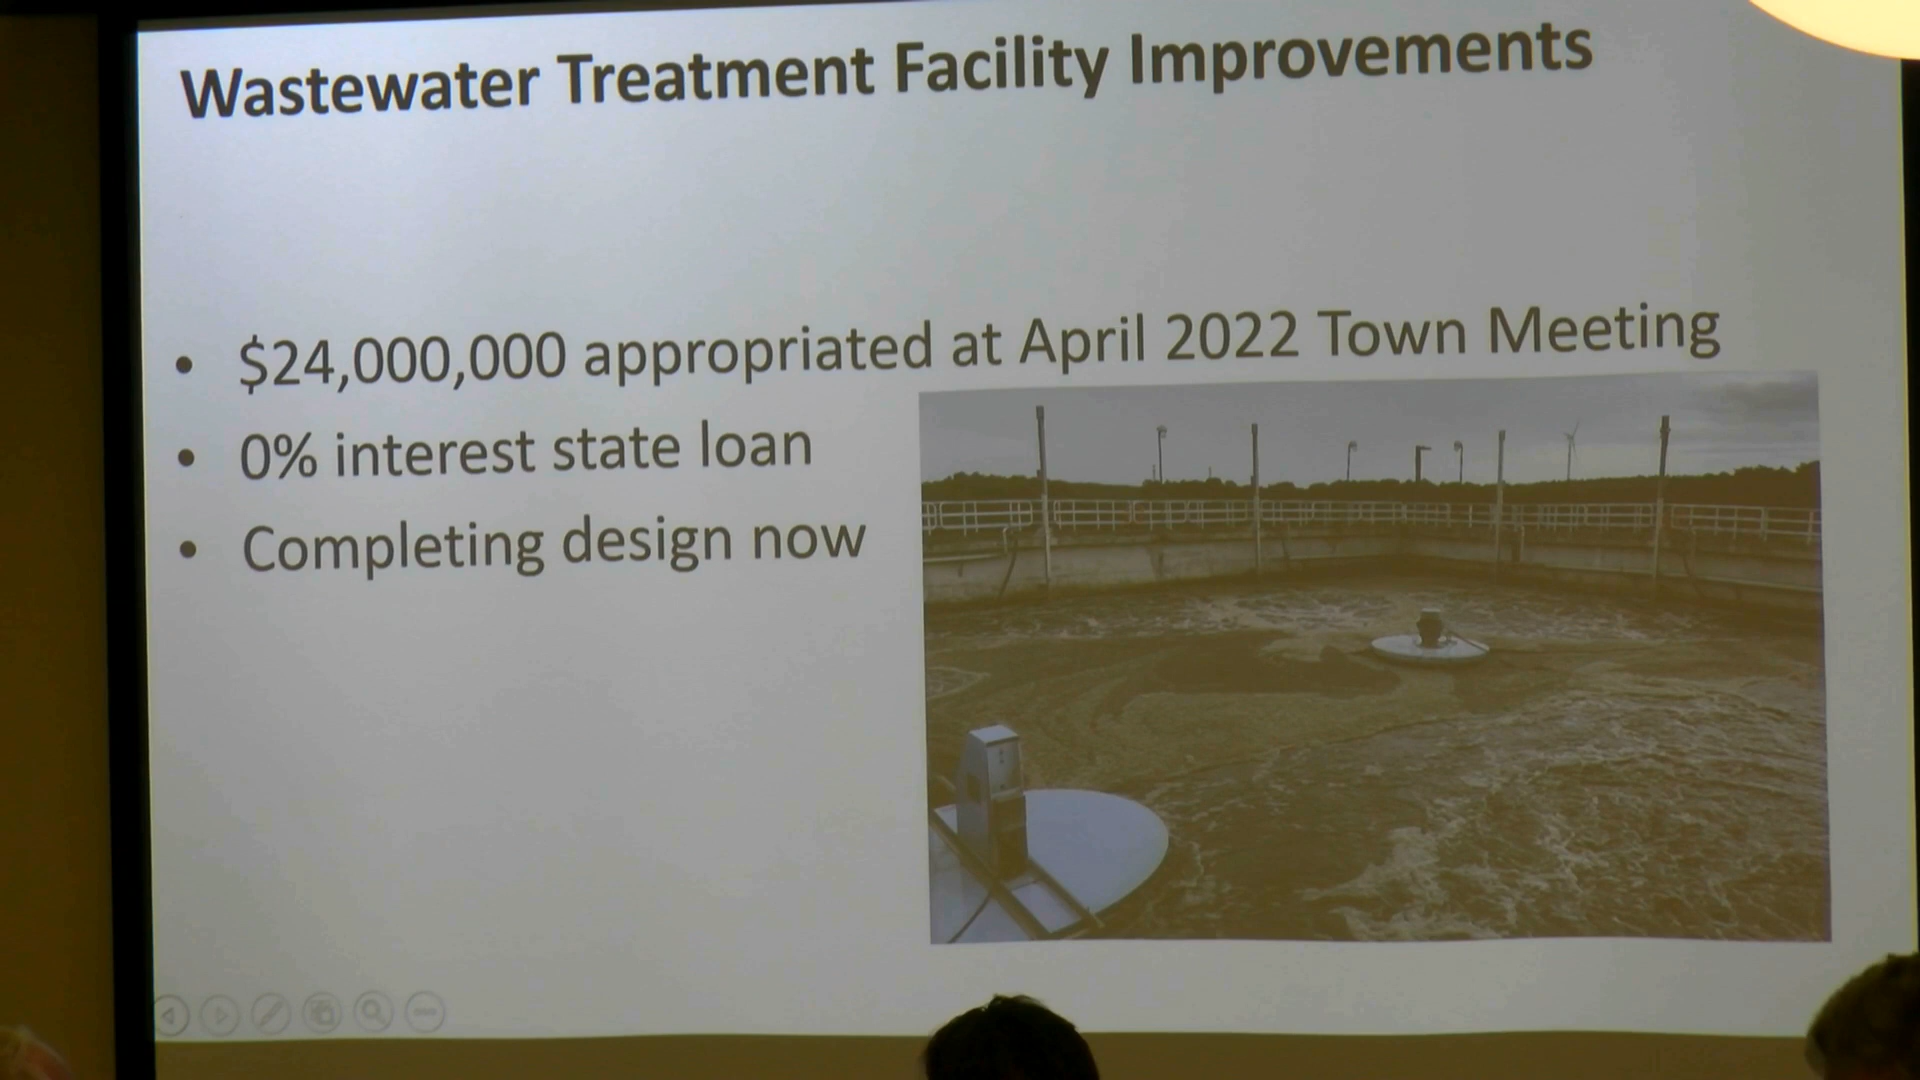 Wastewater Treatment Facility Improvements
• $24,000,000 appropriated at April 2022 Town Meeting
• 0% interest state loan
• Completing design now